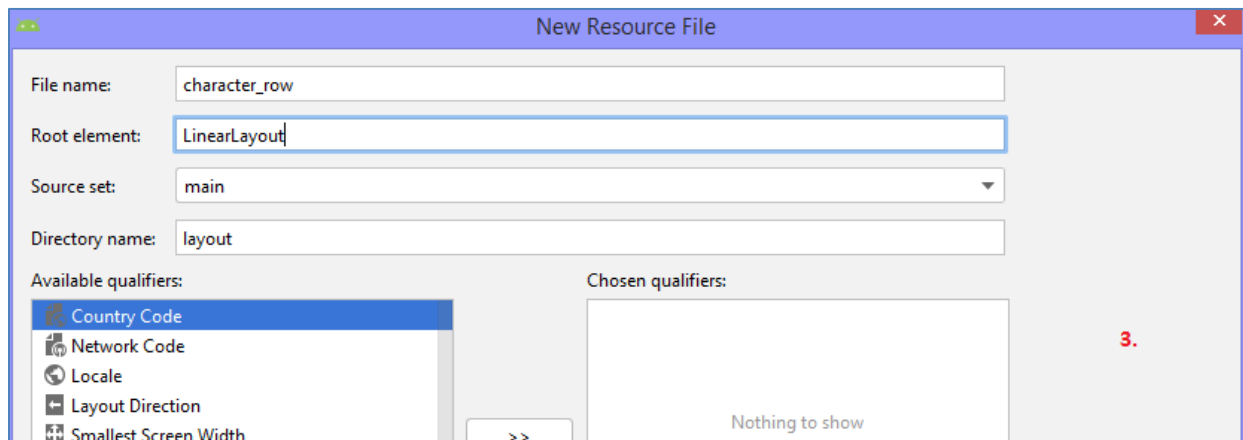 New Resource File
File name: character_row
Root element: LinearLayout
Source set: main
Directory name: layout
Available qualifiers: Chosen qualifiers:
Country Code
Network Code
3.
Locale
Layout Direction
Nothing to show
Smallest Screen Width
>>